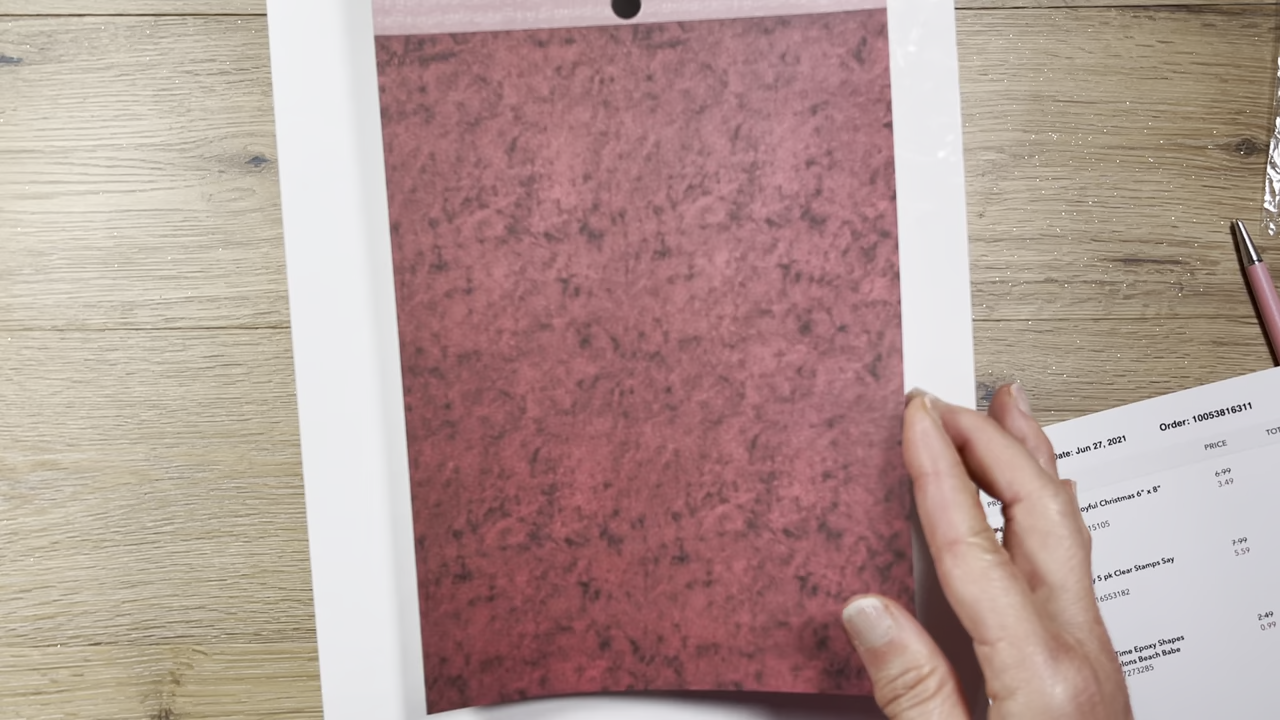 Date: Jun 27, 2021 Order: 10053816311
PRICE
oyful Christmas 6" x 8" 6.99
3.49
15105
y 5 pk Clear Stamps Say 7.99
5.59
16553182
Time Epoxy Shapes 2.49
lons Beach Babe 0.99
7273285